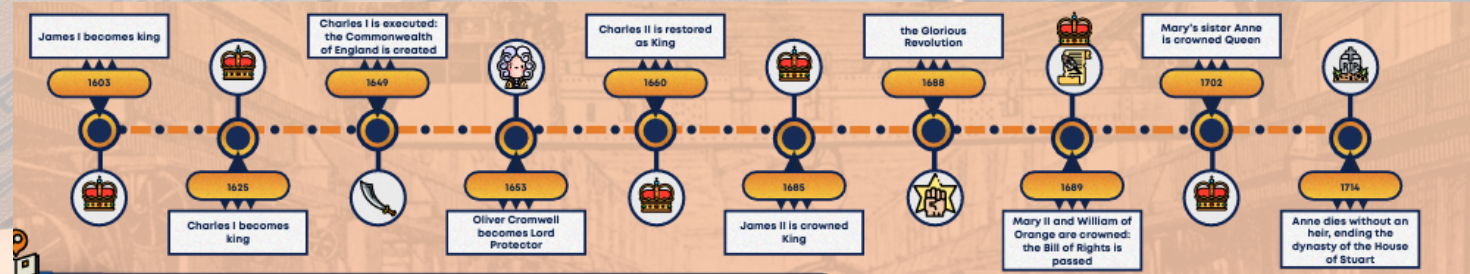 James I becomes king
1603
1625
Charles I becomes
king
Charles I is executed:
the Commonwealth
of England is created
1649
1653
Oliver Cromwell
becomes Lord
Protector
Charles II is restored
as King
1660
1685
James II is crowned
King
the Glorious
Revolution
1688
1689
Mary II and William of
Orange are crowned:
the Bill of Rights is
passed
Mary's sister Anne
is crowned Queen
1702
RIP
1714
Anne dies without an
heir, ending the
dynasty of the House
of Stuart